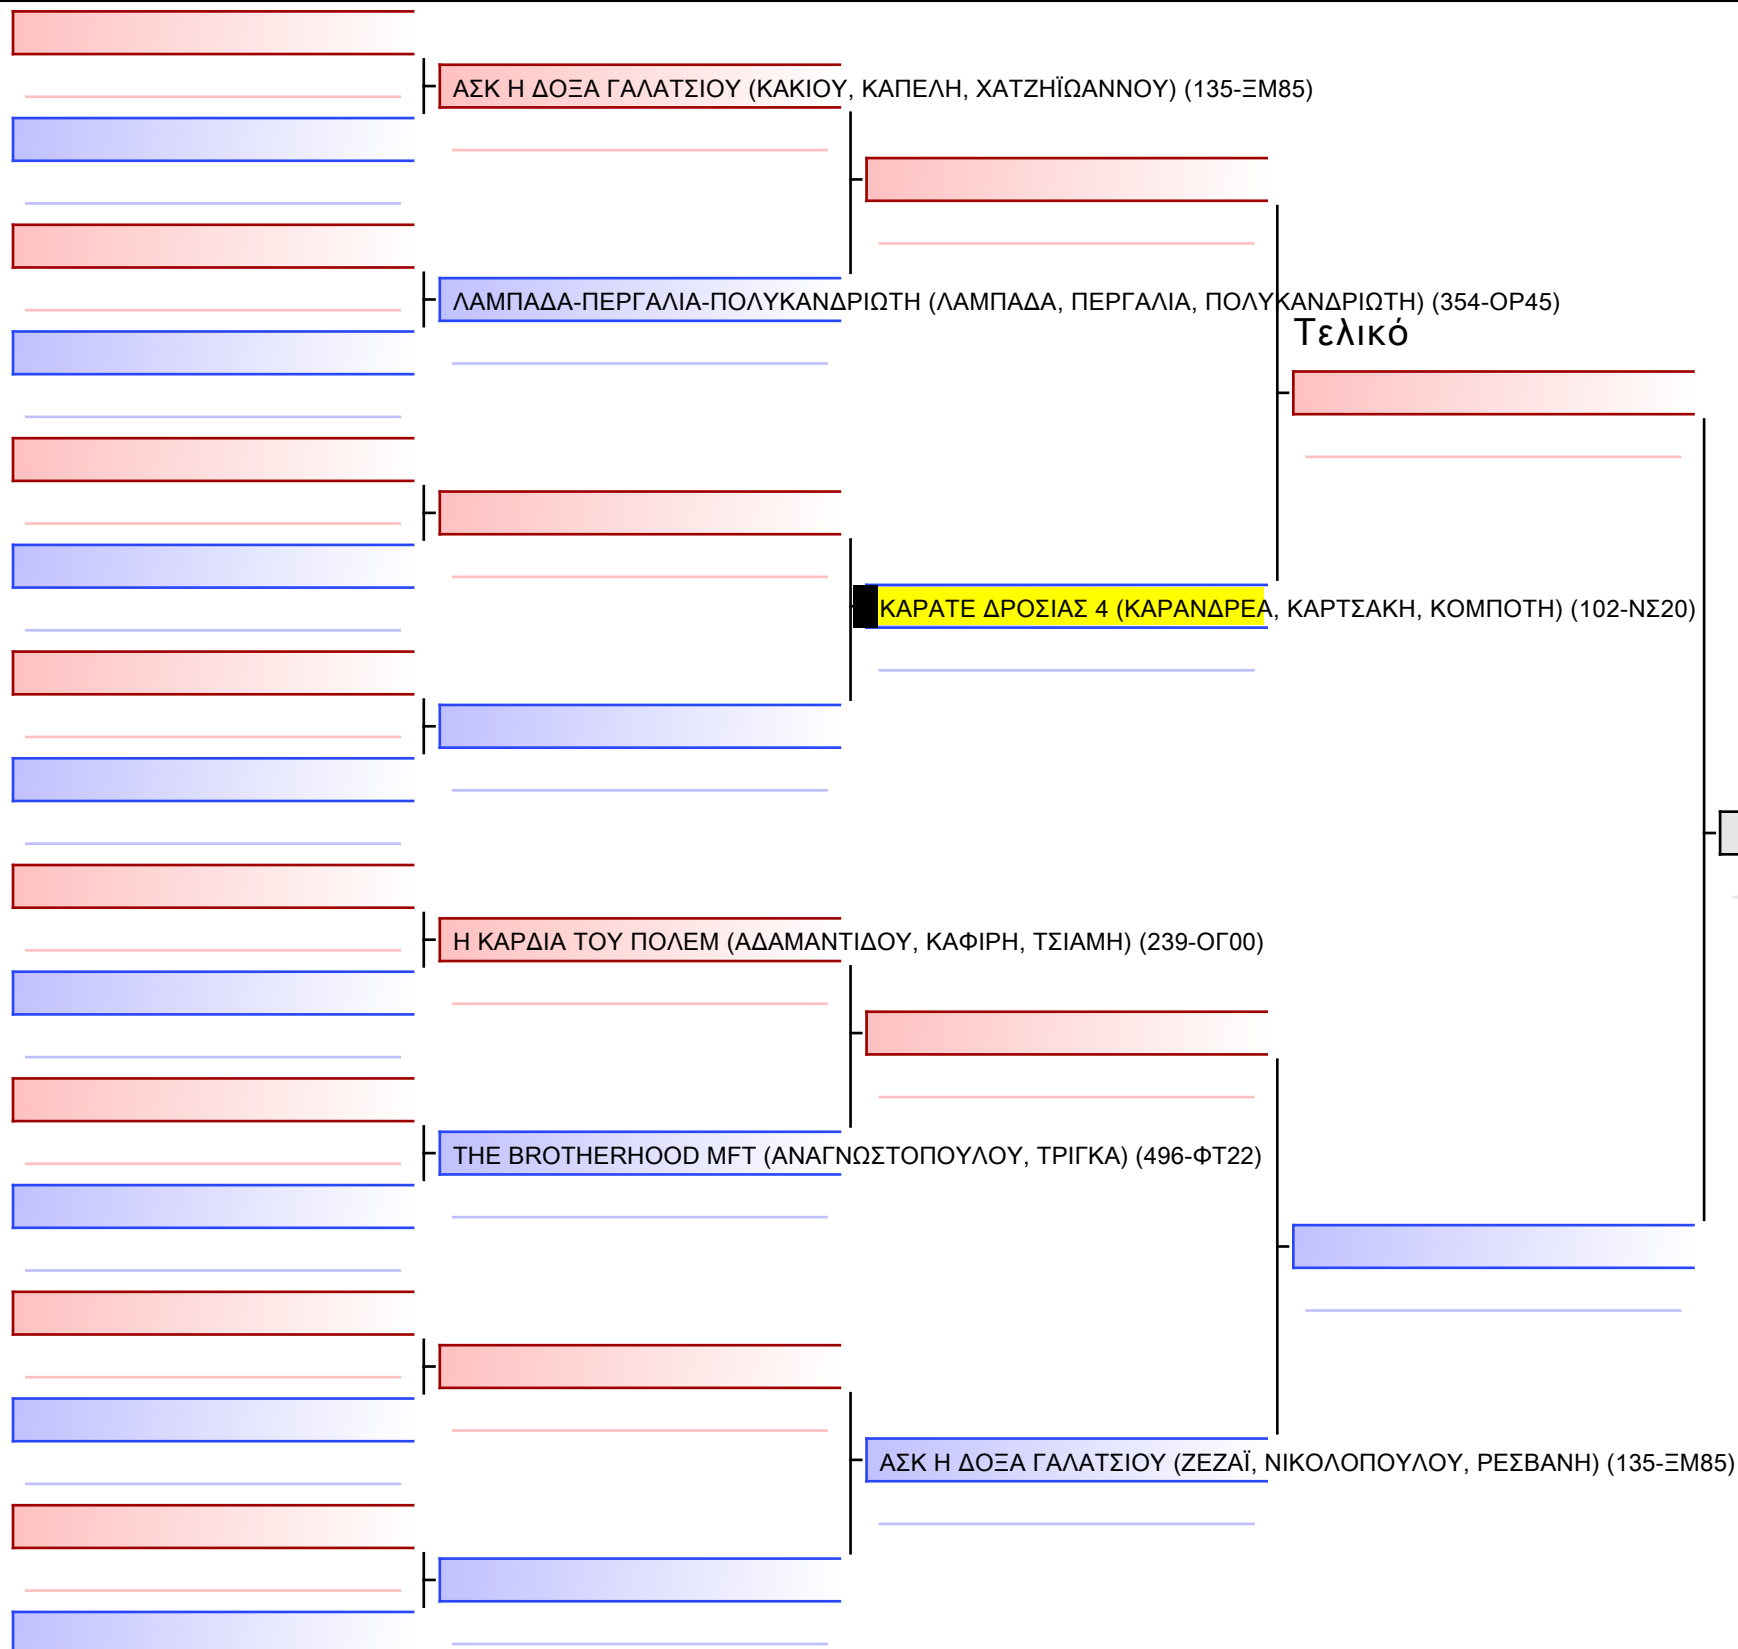 ΑΣΚ Η ΔΟΞΑ ΓΑΛΑΤΣΙΟΥ (ΚΑΚΙΟΥ, ΚΑΠΕΛΗ, ΧΑΤΖΗΪΩΑΝΝΟΥ) (135-ΞΜ85)
ΛΑΜΠΑΔΑ-ΠΕΡΓΑΛΙΑ-ΠΟΛΥΚΑΝΔΡΙΩΤΗ (ΛΑΜΠΑΔΑ, ΠΕΡΓΑΛΙΑ, ΠΟΛΥΚΑΝΔΡΙΩΤΗ) (354-ΟΡ45)
Τελικό
ΚΑΡΑΤΕ ΔΡΟΣΙΑΣ 4 (ΚΑΡΑΝΔΡΕΑ, ΚΑΡΤΣΑΚΗ, ΚΟΜΠΟΤΗ) (102-ΝΣ20)
Η ΚΑΡΔΙΑ ΤΟΥ ΠΟΛΕΜ (ΑΔΑΜΑΝΤΙΔΟΥ, ΚΑΦΙΡΗ, ΤΣΙΑΜΗ) (239-ΟΓ00)
THE BROTHERHOOD MFT (ΑΝΑΓΝΩΣΤΟΠΟΥΛΟΥ, ΤΡΙΓΚΑ) (496-ΦΤ22)
ΑΣΚ Η ΔΟΞΑ ΓΑΛΑΤΣΙΟΥ (ΖΕΖΑΪ, ΝΙΚΟΛΟΠΟΥΛΟΥ, ΡΕΣΒΑΝΗ) (135-ΞΜ85)